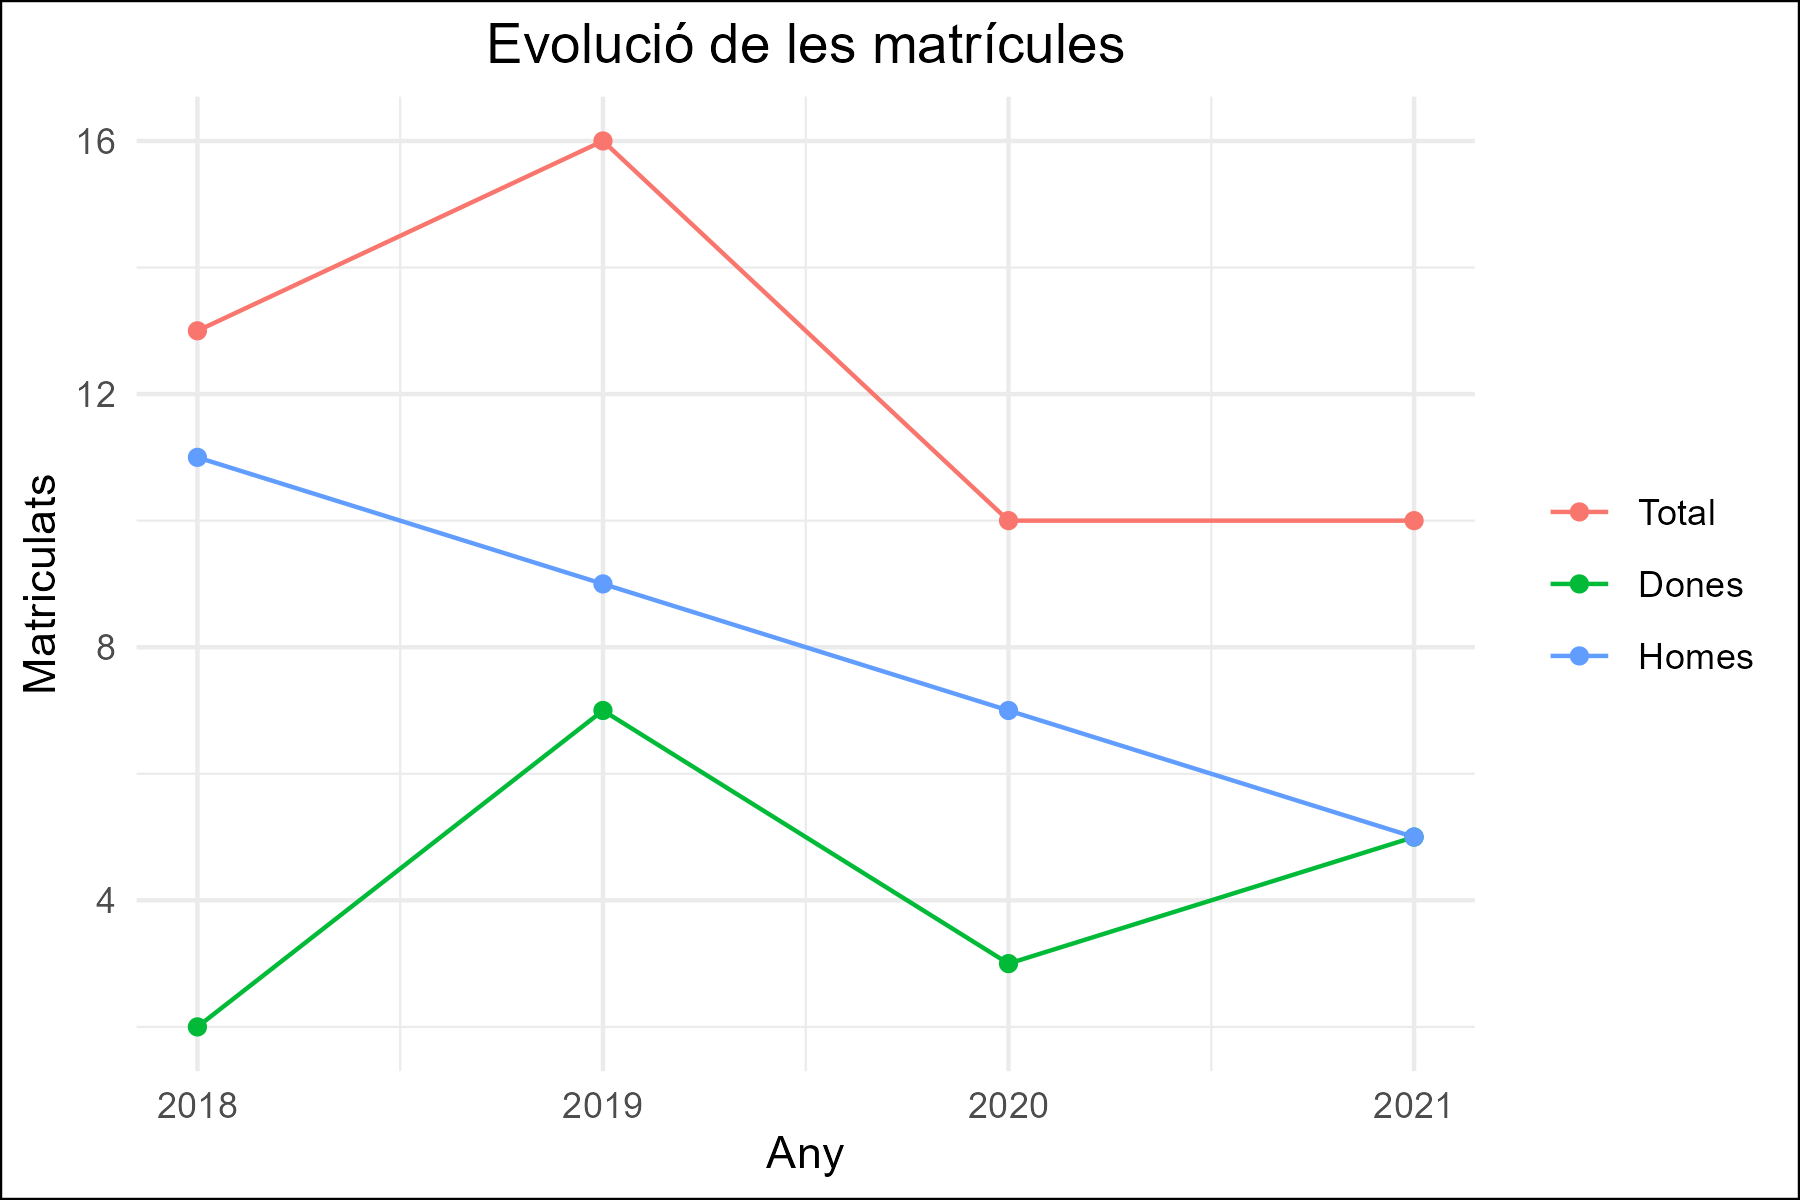 Evolució de les matrícules
16
12
8
4
Matriculats
2018
2019
2020
2021
Any
Total
Dones
Homes